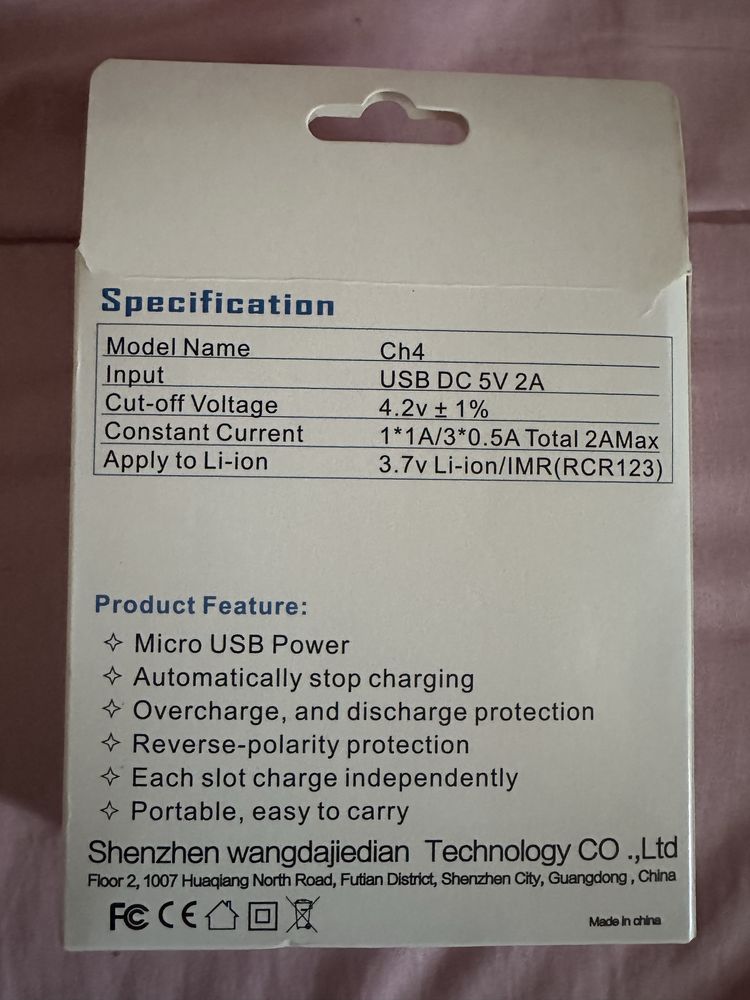 Specification
Model Name Ch4
Input USB DC 5V 2A
Cut-off Voltage 4.2v ± 1%
Constant Current 1*1A/3*0.5A Total 2AMax
Apply to Li-ion 3.7v Li-ion/IMR(RCR123)
Product Feature:
✧ Micro USB Power
✧ Automatically stop charging
✧ Overcharge, and discharge protection
✧ Reverse-polarity protection
✧ Each slot charge independently
✧ Portable, easy to carry
Shenzhen wangdajiedian Technology CO .,Ltd
Floor 2, 1007 Huaqiang North Road, Futian District, Shenzhen City, Guangdong , China
FC CE
Made in china